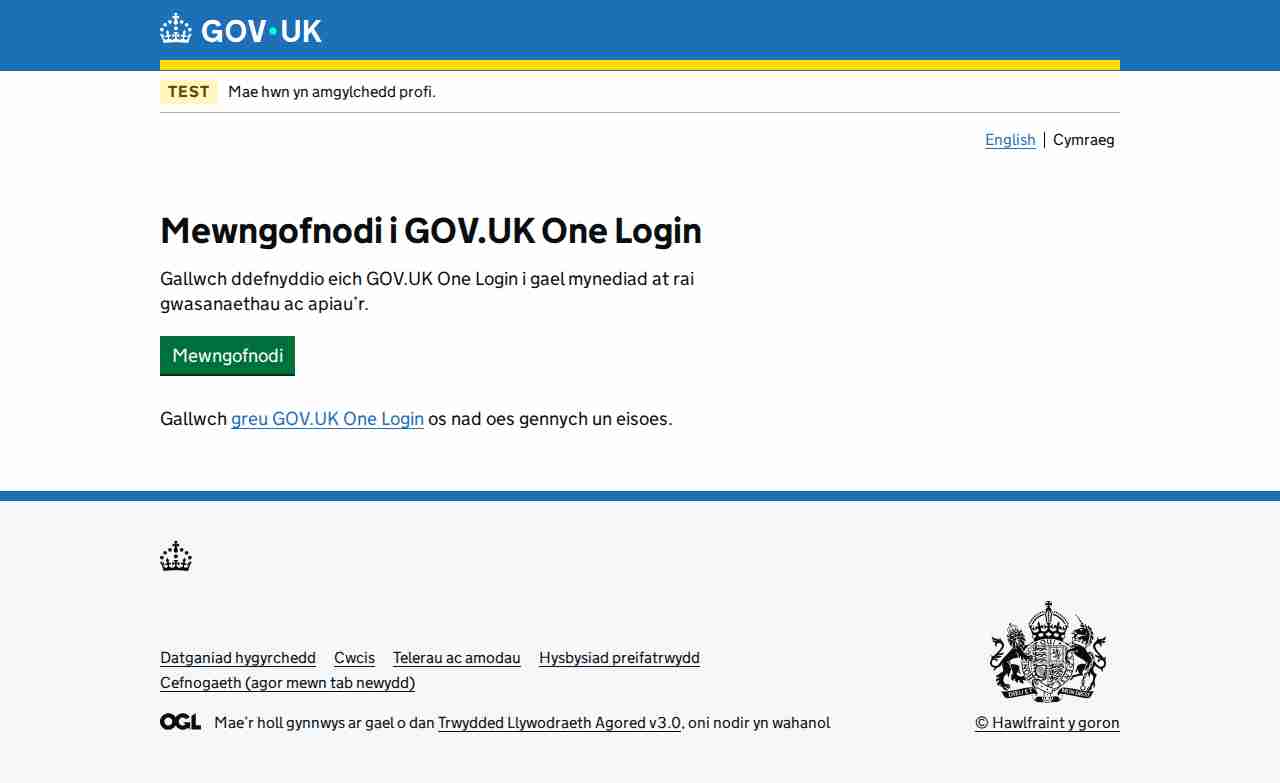 GOV·UK
TEST Mae hwn yn amgylchedd profi.
English | Cymraeg
Mewngofnodi i GOV.UK One Login
Gallwch ddefnyddio eich GOV.UK One Login i gael mynediad at rai
gwasanaethau ac apiau’r.
Mewngofnodi
Gallwch greu GOV.UK One Login os nad oes gennych un eisoes.
Datganiad hygyrchedd Cwcis Telerau ac amodau Hysbysiad preifatrwydd
Cefnogaeth (agor mewn tab newydd)
OGL Mae’r holl gynnwys ar gael o dan Trwydded Llywodraeth Agored v3.0, oni nodir yn wahanol
© Hawlfraint y goron